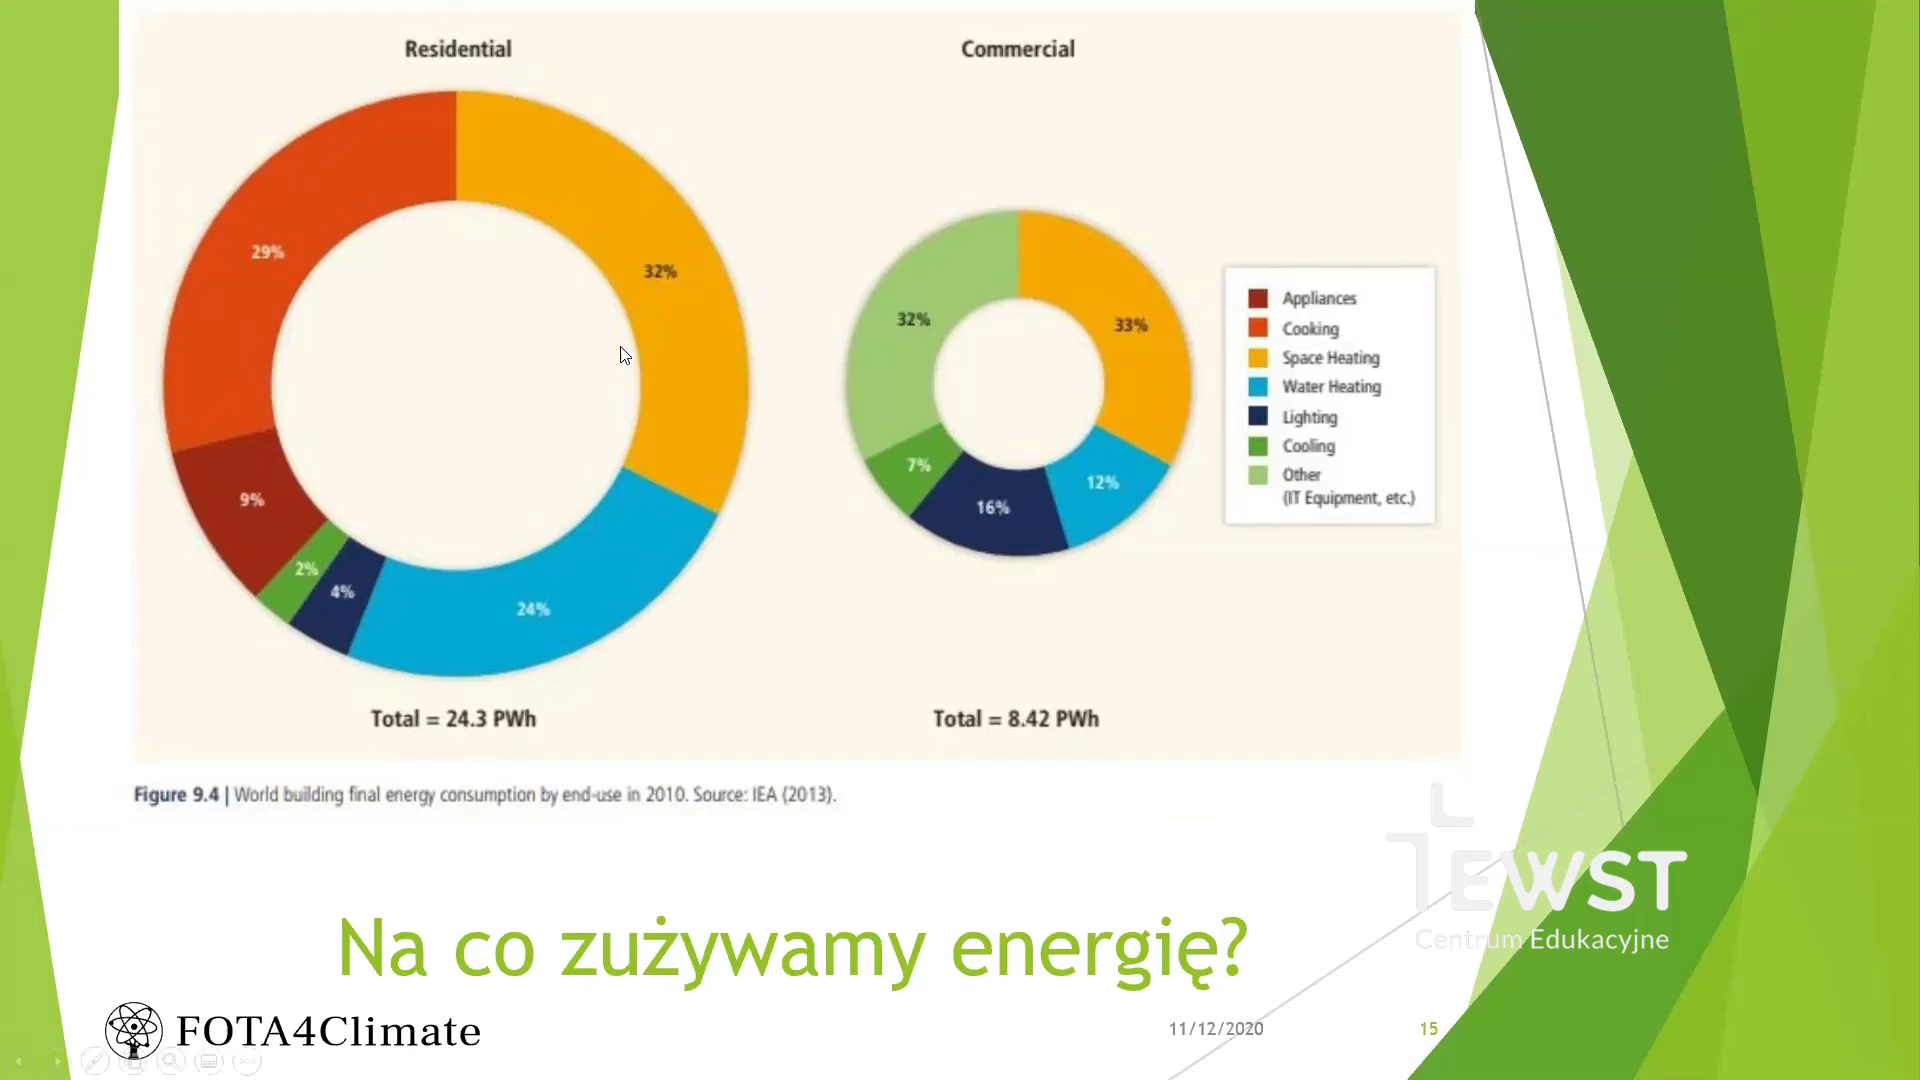 Residential
Commercial
29%
32%
9%
2%
4%
24%
32%
33%
7%
16%
12%
Appliances
Cooking
Space Heating
Water Heating
Lighting
Cooling
Other
(IT Equipment, etc.)
Total = 24.3 PWh
Total = 8.42 PWh
Figure 9.4 | World building final energy consumption by end-use in 2010. Source: IEA (2013).
EWST
Centrum Edukacyjne
Na co zużywamy energię?
FOTA4Climate
11/12/2020
15